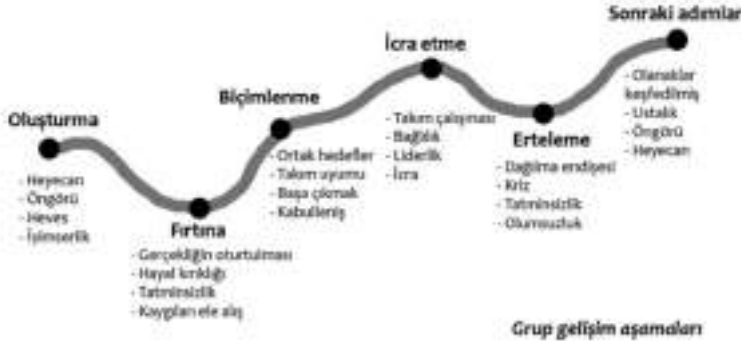 Oluşturma
- Heyecan
- Öngörü
- Heves
- İyimserlik
Fırtına
- Gerçekliğin oturtulması
- Hayal kırıklığı
- Tatminsizlik
- Kaygıları ele alış
Biçimlenme
- Ortak hedefler
- Takım uyumu
- Başa çıkmak
- Kabulleniş
İcra etme
- Takım çalışması
- Bağlılık
- Liderlik
- İcra
Erteleme
- Dağılma endişesi
- Kriz
- Tatminsizlik
- Olumsuzluk
Sonraki adımlar
- Olanaklar
keşfedilmiş
- Ustalık
- Öngörü
- Heyecan
Grup gelişim aşamaları